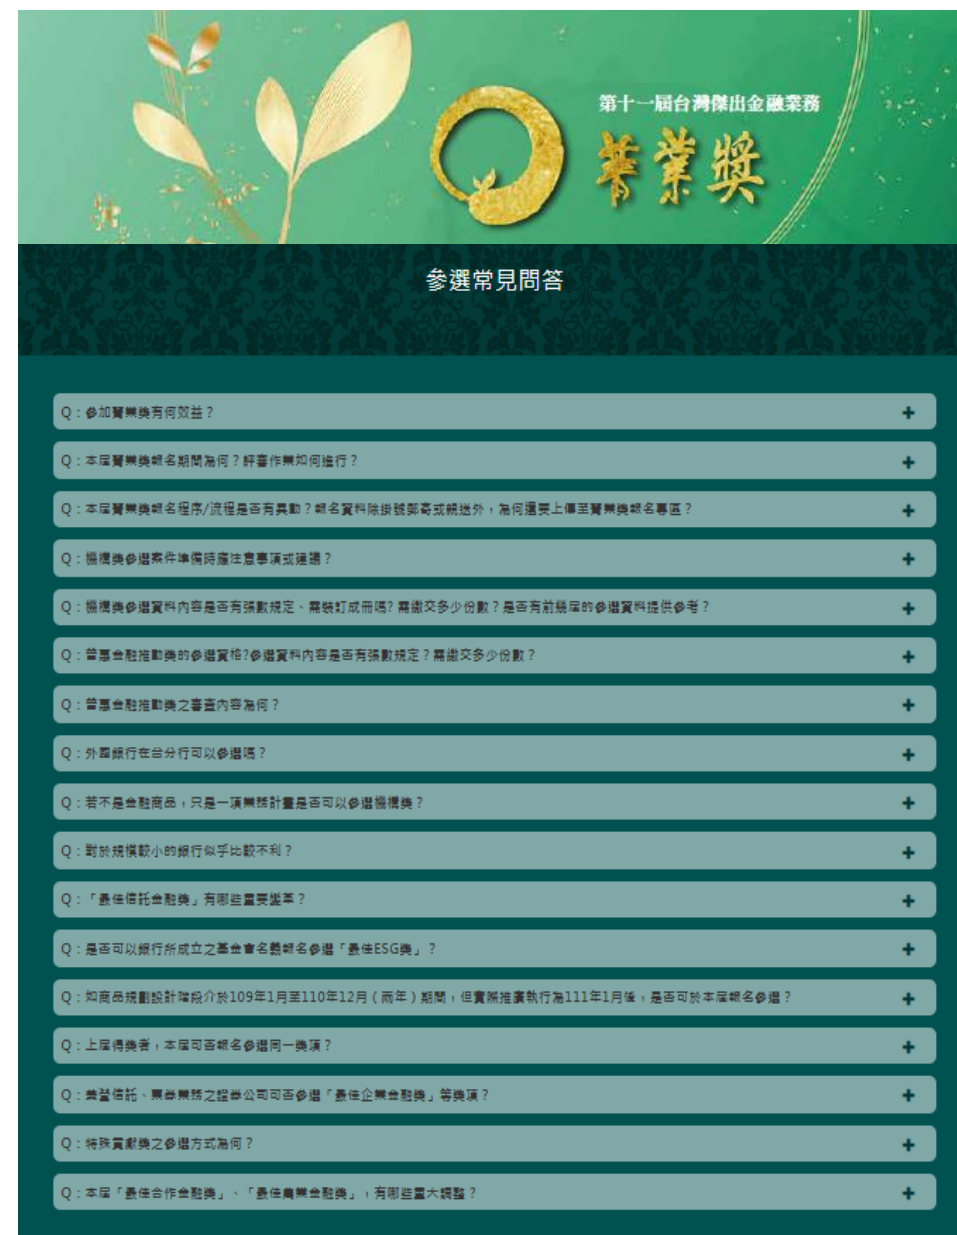 第十一屆台灣傑出金融業務
菁業獎
參選常見問答
Q：參加菁業獎有何效益？
Q：本屆菁業獎報名期間為何？評審作業如何進行？
Q：本屆菁業獎報名程序/流程是否有異動？報名資料除掛號郵寄或親送外，為何還要上傳至菁業獎報名專區？
Q：機構獎參選案件準備時應注意事項或建議？
Q：機構獎參選資料內容是否有張數規定、需裝訂成冊嗎? 需繳交多少份數？是否有前幾屆的參選資料提供參考？
Q：普惠金融推動獎的參選資格?參選資料內容是否有張數規定？需繳交多少份數？
Q：普惠金融推動獎之審查內容為何？
Q：外國銀行在台分行可以參選嗎？
Q：若不是金融商品，只是一項業務計畫是否可以參選機構獎？
Q：對於規模較小的銀行似乎比較不利？
Q：「最佳信託金融獎」有哪些重要變革？
Q：是否可以銀行所成立之基金會名義報名參選「最佳ESG獎」？
Q：如商品規劃設計階段介於109年1月至110年12月（兩年）期間，但實際推廣執行為111年1月後，是否可於本屆報名參選？
Q：上屆得獎者，本屆可否報名參選同一獎項？
Q：兼營信託、票券業務之證券公司可否參選「最佳企業金融獎」等獎項？
Q：特殊貢獻獎之參選方式為何？
Q：本屆「最佳合作金融獎」、「最佳農業金融獎」，有哪些重大調整？